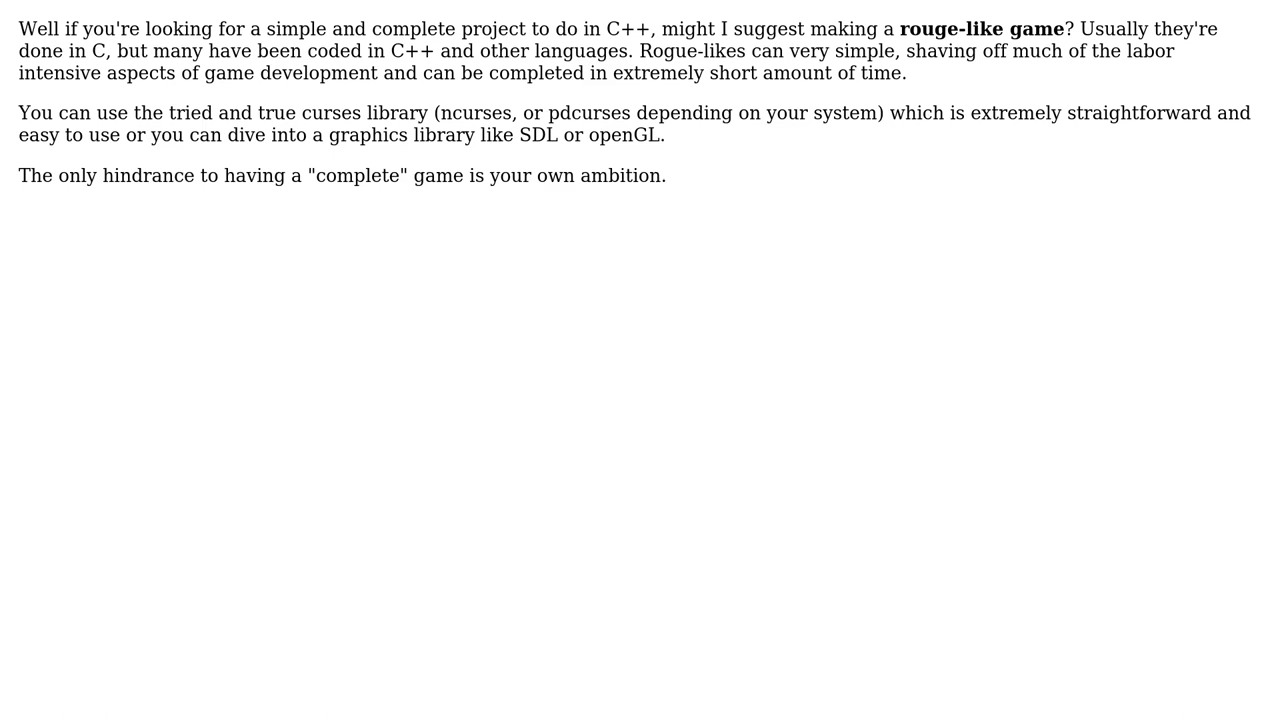 Well if you're looking for a simple and complete project to do in C++, might I suggest making a rouge-like game? Usually they're
done in C, but many have been coded in C++ and other languages. Rogue-likes can very simple, shaving off much of the labor
intensive aspects of game development and can be completed in extremely short amount of time.
You can use the tried and true curses library (ncurses, or pdcurses depending on your system) which is extremely straightforward and
easy to use or you can dive into a graphics library like SDL or openGL.
The only hindrance to having a "complete" game is your own ambition.